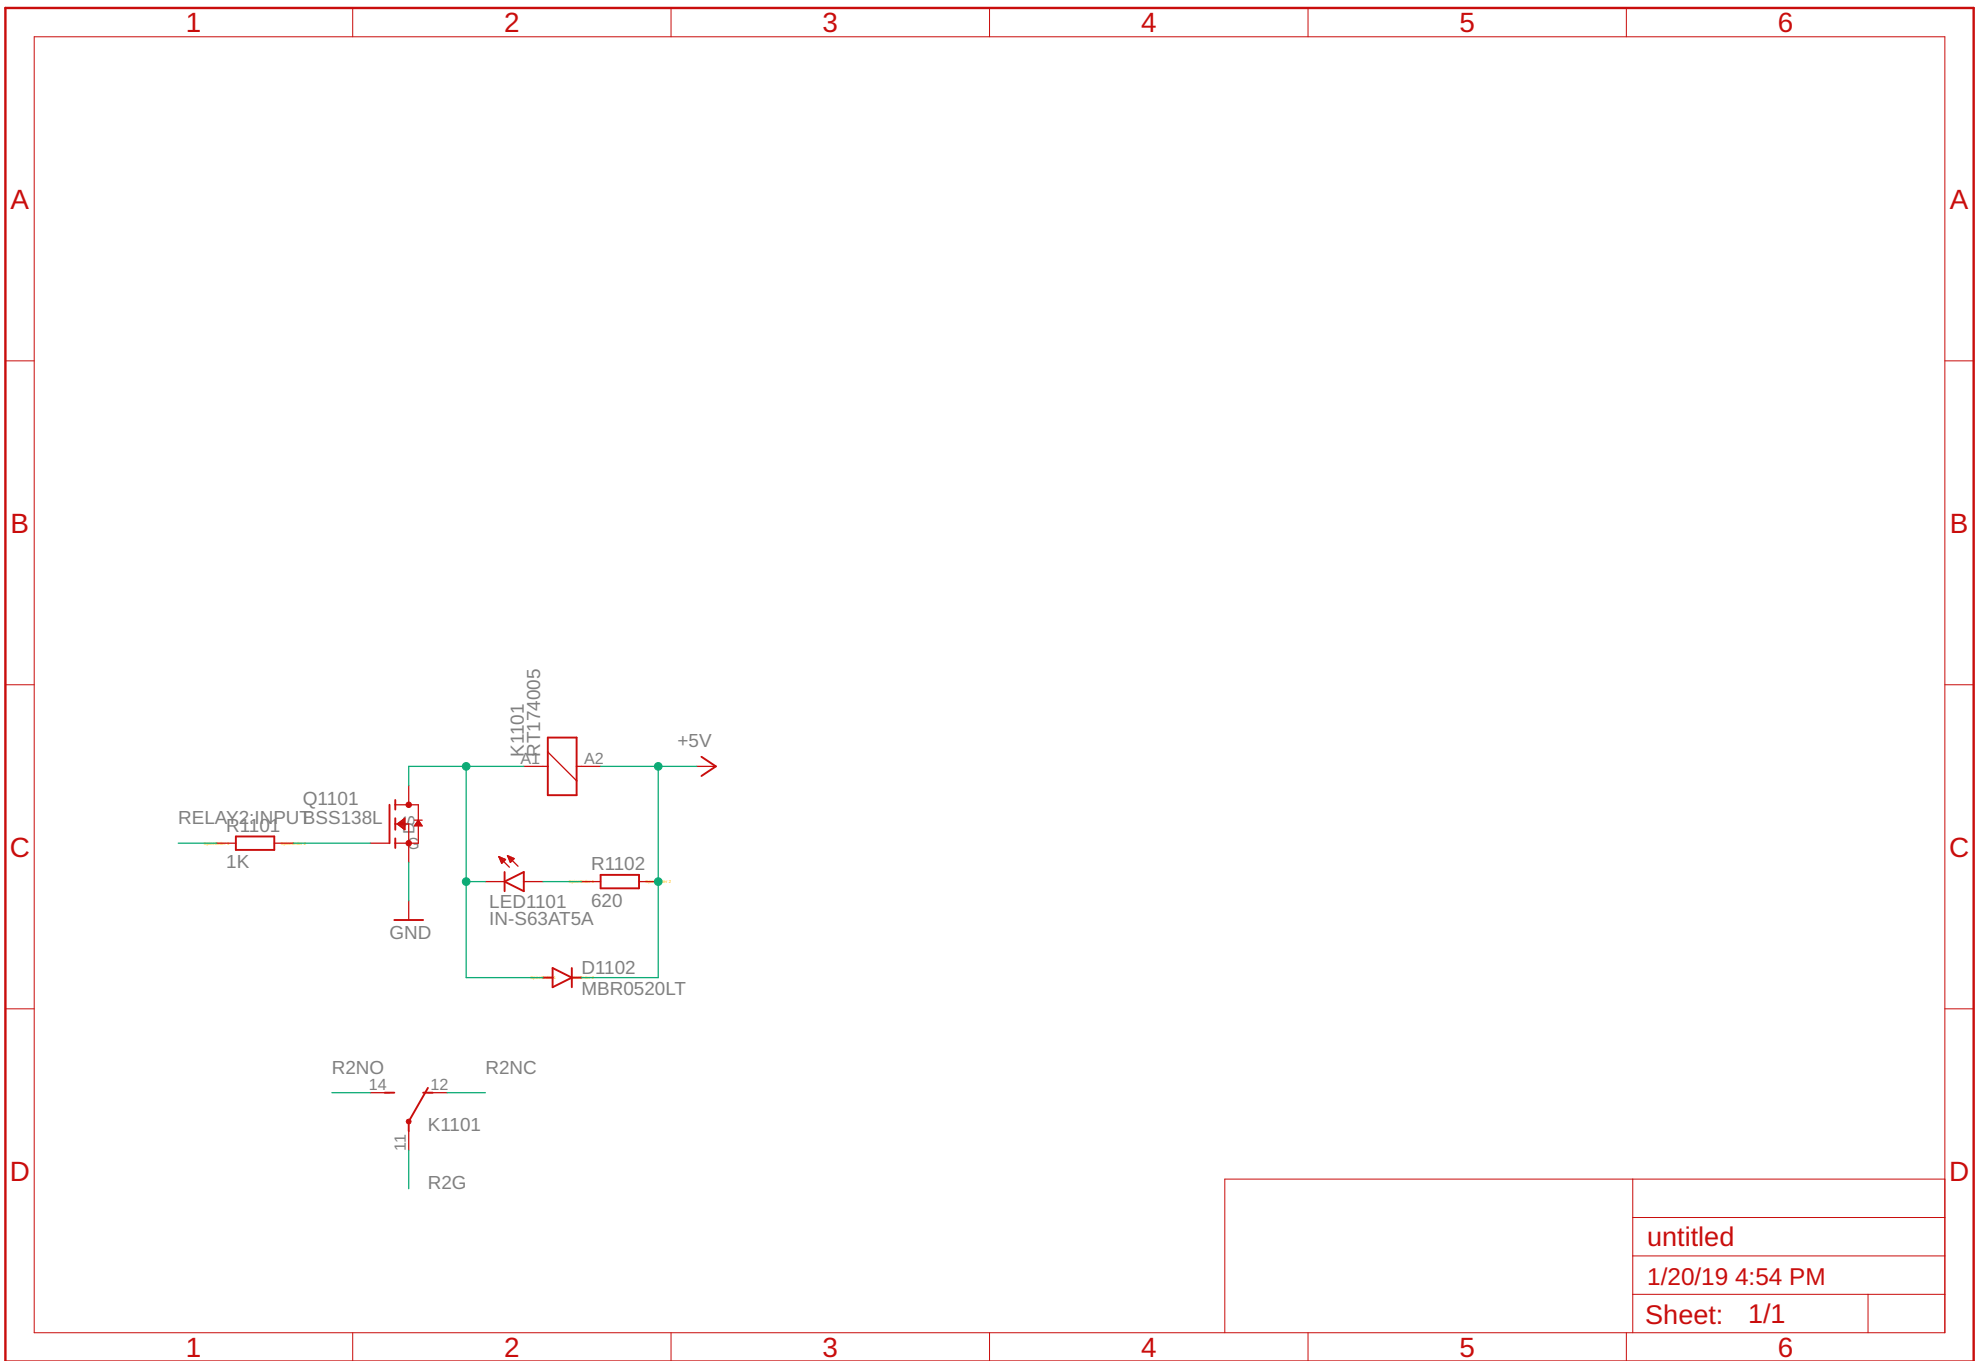 1 2 3 4 5 6
A A
B B
K1101
RT174005
A1 A2
+5V
Q1101
BSS138L
RELAY2:INPUT
R1101
1K
C C
R1102
620
LED1101
IN-S63AT5A
GND
D1102
MBR0520LT
R2NO R2NC
14 12
K1101
11
R2G
D D
untitled
1/20/19 4:54 PM
Sheet: 1/1
1 2 3 4 5 6